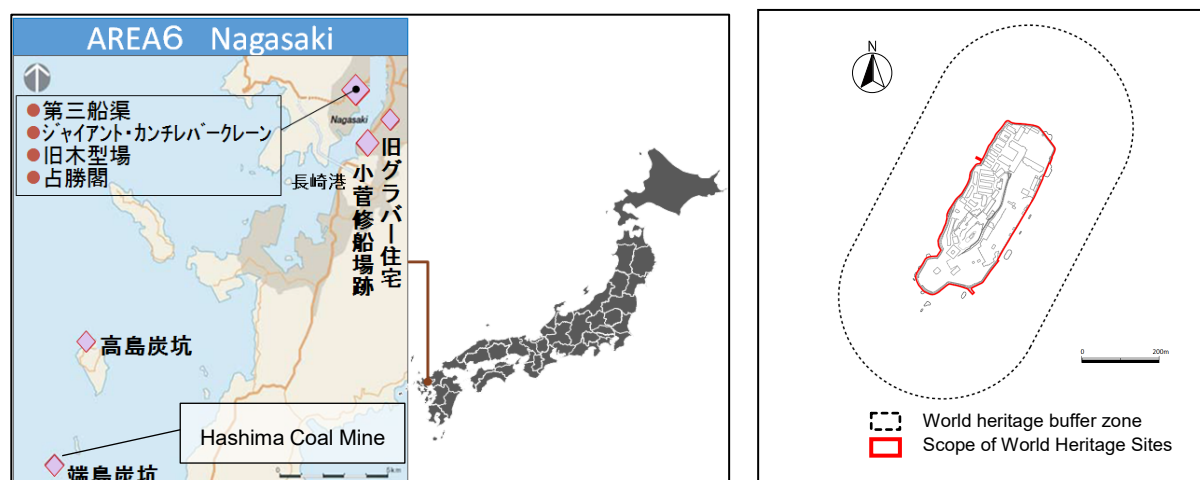 AREA6 Nagasaki
●第三船渠
●ジャイアント・カンチレバークレーン
●旧木型場
●占勝閣
Nagasaki
長崎港
小菅修船場跡
旧グラバー住宅
高島炭坑
Hashima Coal Mine
端島炭坑
0 5km
N
0 200m
World heritage buffer zone
Scope of World Heritage Sites